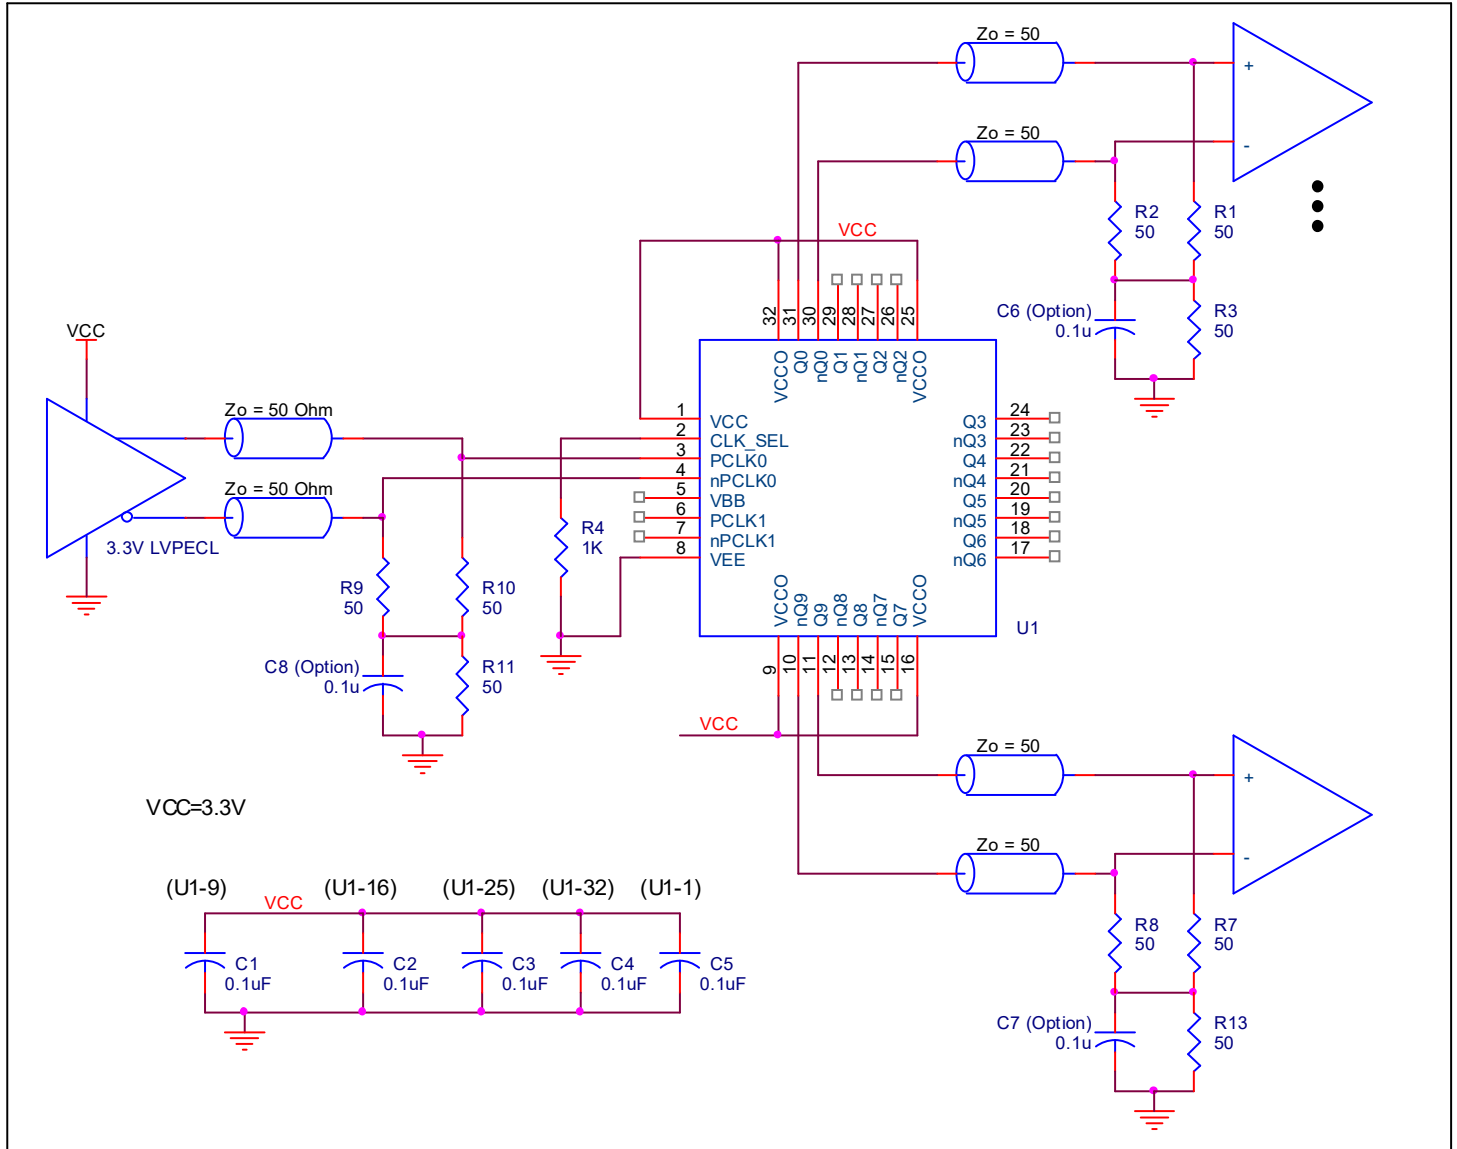 Zo = 50
+
Zo = 50
-
R2
50
R1
50
VCC
C6 (Option)
0.1u
R3
50
32
31
30
29
28
27
26
25
VCCO
Q0
nQ0
Q1
nQ1
Q2
nQ2
VCCO
VCC
Zo = 50 Ohm
Zo = 50 Ohm
3.3V LVPECL
1
2
3
4
5
6
7
8
VCC
CLK_SEL
PCLK0
nPCLK0
VBB
PCLK1
nPCLK1
VEE
Q3
nQ3
Q4
nQ4
Q5
nQ5
Q6
nQ6
24
23
22
21
20
19
18
17
R4
1K
R9
50
R10
50
C8 (Option)
0.1u
R11
50
VCCO
nQ9
Q9
nQ8
Q8
nQ7
Q7
VCCO
U1
9
10
11
12
13
14
15
16
VCC
Zo = 50
+
Zo = 50
-
R8
50
R7
50
C7 (Option)
0.1u
R13
50
VCC=3.3V
(U1-9)
(U1-16)
(U1-25)
(U1-32)
(U1-1)
VCC
C1
0.1uF
C2
0.1uF
C3
0.1uF
C4
0.1uF
C5
0.1uF